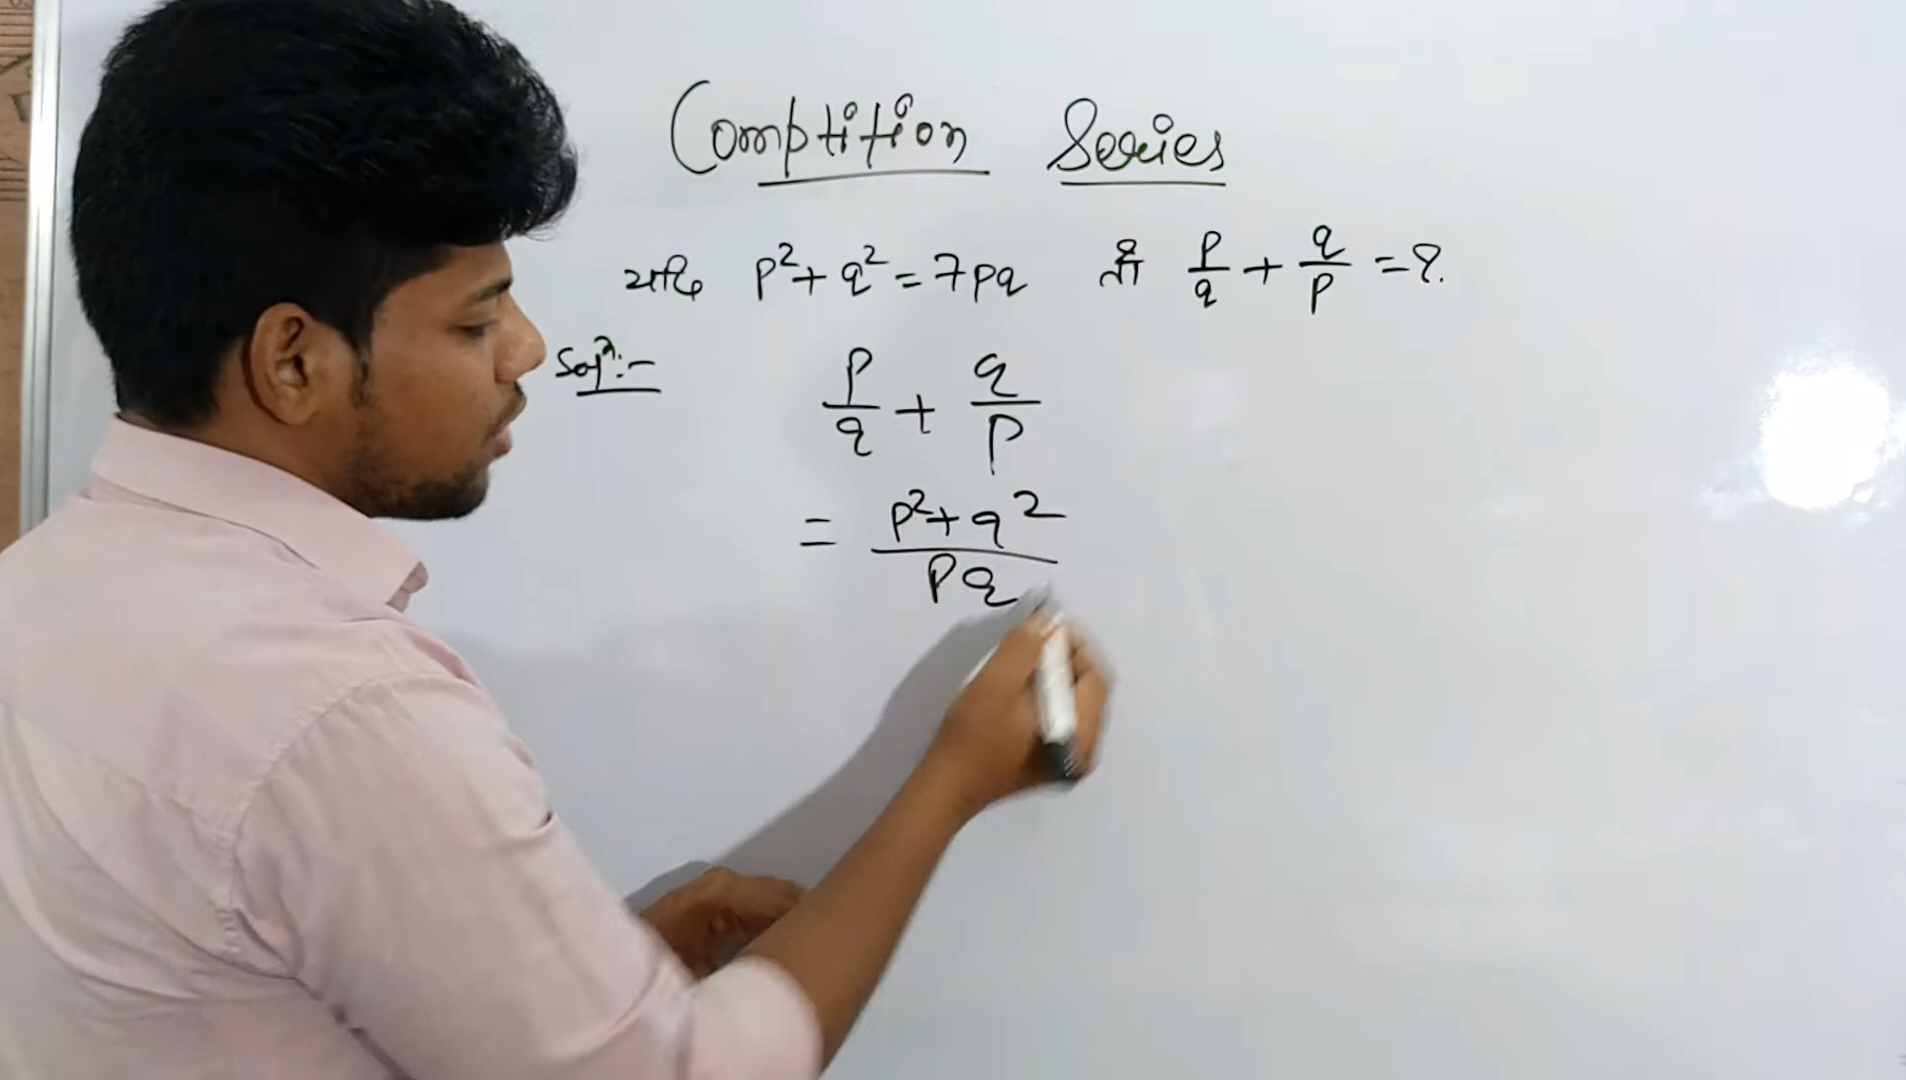 Comptition Series
यदि p²+q²=7pq तो p/q + q/p =?
Solⁿ:-
p/q + q/p
= p²+q²/pq